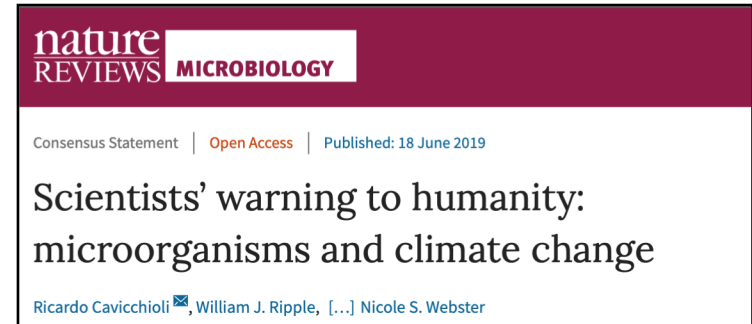 nature
REVIEWS MICROBIOLOGY
Consensus Statement | Open Access | Published: 18 June 2019
Scientists’ warning to humanity:
microorganisms and climate change
Ricardo Cavicchioli, William J. Ripple, [...] Nicole S. Webster